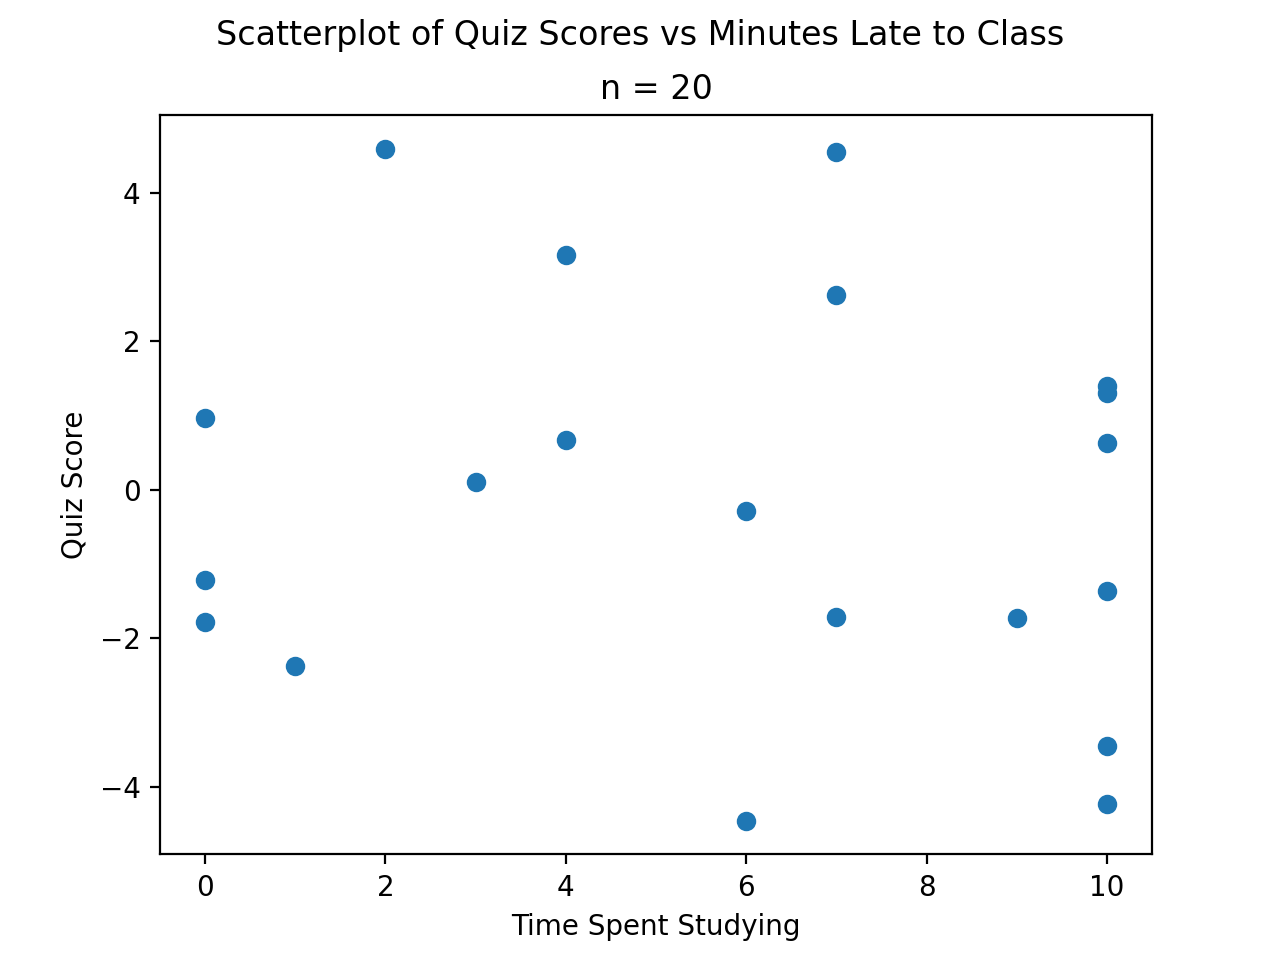 Scatterplot of Quiz Scores vs Minutes Late to Class
n = 20
4
2
0
−2
−4
Quiz Score
0 2 4 6 8 10
Time Spent Studying